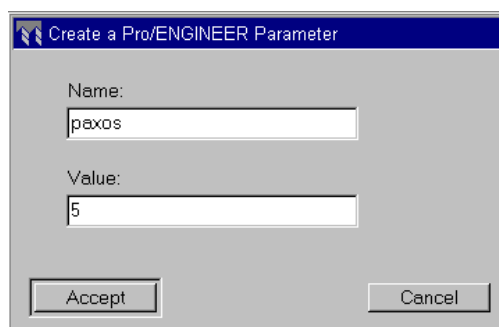 Create a Pro/ENGINEER Parameter
Name:
paxos
Value:
5
Accept Cancel